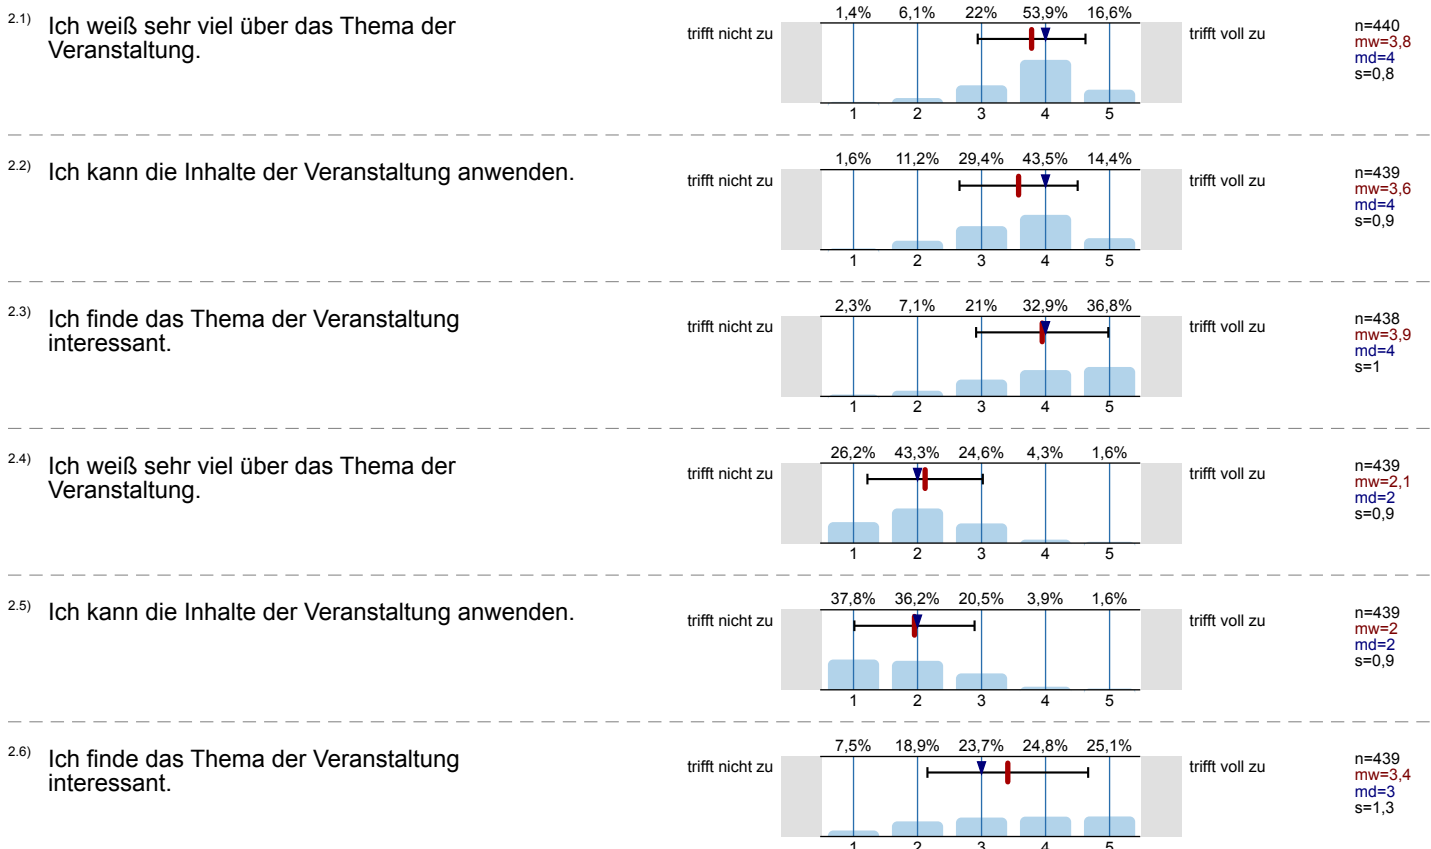 2.1) Ich weiß sehr viel über das Thema der
Veranstaltung.
trifft nicht zu
1,4% 6,1% 22% 53,9% 16,6%
1 2 3 4 5
trifft voll zu
n=440
mw=3,8
md=4
s=0,8
2.2) Ich kann die Inhalte der Veranstaltung anwenden.
trifft nicht zu
1,6% 11,2% 29,4% 43,5% 14,4%
1 2 3 4 5
trifft voll zu
n=439
mw=3,6
md=4
s=0,9
2.3) Ich finde das Thema der Veranstaltung
interessant.
trifft nicht zu
2,3% 7,1% 21% 32,9% 36,8%
1 2 3 4 5
trifft voll zu
n=438
mw=3,9
md=4
s=1
2.4) Ich weiß sehr viel über das Thema der
Veranstaltung.
trifft nicht zu
26,2% 43,3% 24,6% 4,3% 1,6%
1 2 3 4 5
trifft voll zu
n=439
mw=2,1
md=2
s=0,9
2.5) Ich kann die Inhalte der Veranstaltung anwenden.
trifft nicht zu
37,8% 36,2% 20,5% 3,9% 1,6%
1 2 3 4 5
trifft voll zu
n=439
mw=2
md=2
s=0,9
2.6) Ich finde das Thema der Veranstaltung
interessant.
trifft nicht zu
7,5% 18,9% 23,7% 24,8% 25,1%
1 2 3 4 5
trifft voll zu
n=439
mw=3,4
md=3
s=1,3